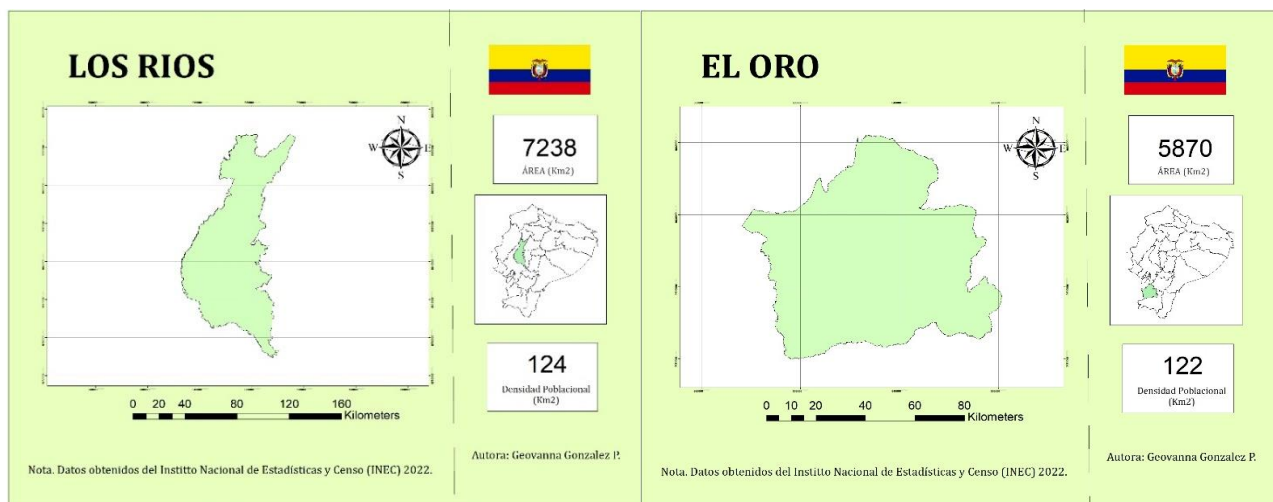 LOS RIOS
N
W E
S
7238
ÁREA (Km2)
124
Densidad Poblacional
(Km2)
0 20 40 80 120 160
Kilometers
Nota. Datos obtenidos del Institto Nacional de Estadísticas y Censo (INEC) 2022.
Autora: Geovanna Gonzalez P.
EL ORO
N
W E
S
5870
ÁREA (Km2)
122
Densidad Poblacional
(Km2)
0 10 20 40 60 80
Kilometers
Nota. Datos obtenidos del Institto Nacional de Estadísticas y Censo (INEC) 2022.
Autora: Geovanna Gonzalez P.